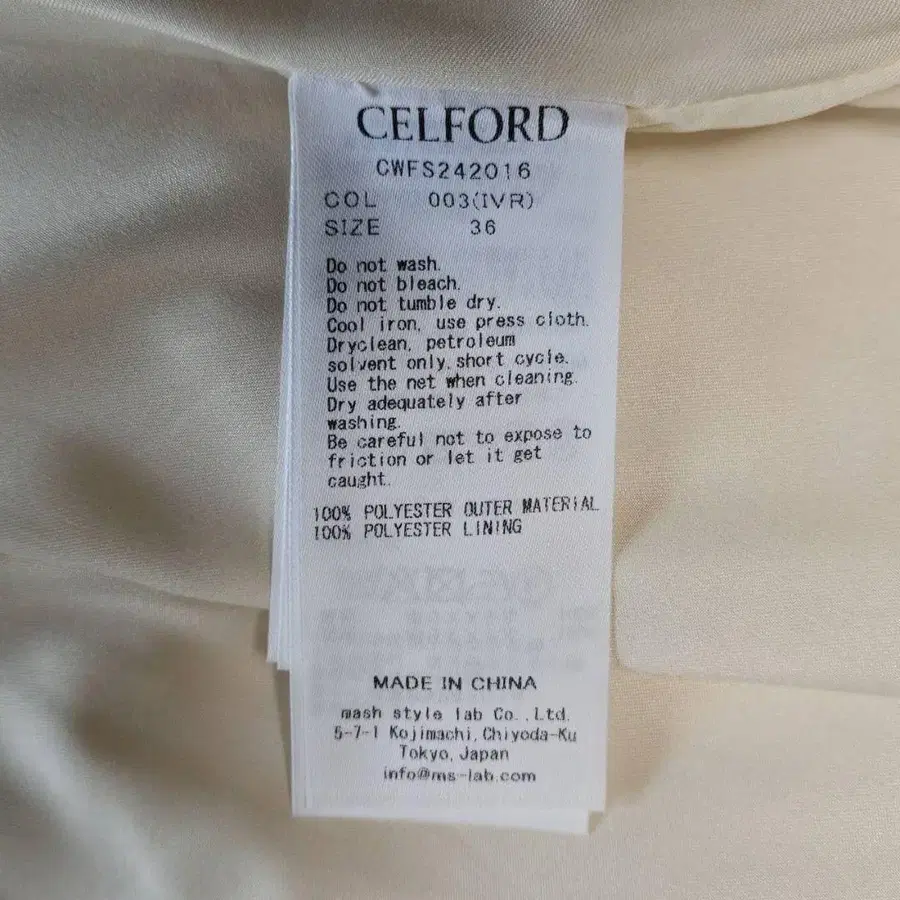 CELFORD
CWFS242016
COL 003(IVR)
SIZE 36
Do not wash.
Do not bleach.
Do not tumble dry.
Cool iron, use press cloth.
Dryclean, petroleum
solvent only, short cycle.
Use the net when cleaning.
Dry adequately after
washing.
Be careful not to expose to
friction or let it get
caught.
100% POLYESTER OUTER MATERIAL
100% POLYESTER LINING
MADE IN CHINA
mash style lab Co., Ltd.
5-7-1 Kojimachi, Chiyoda-Ku
Tokyo, Japan
info@ms-lab.com